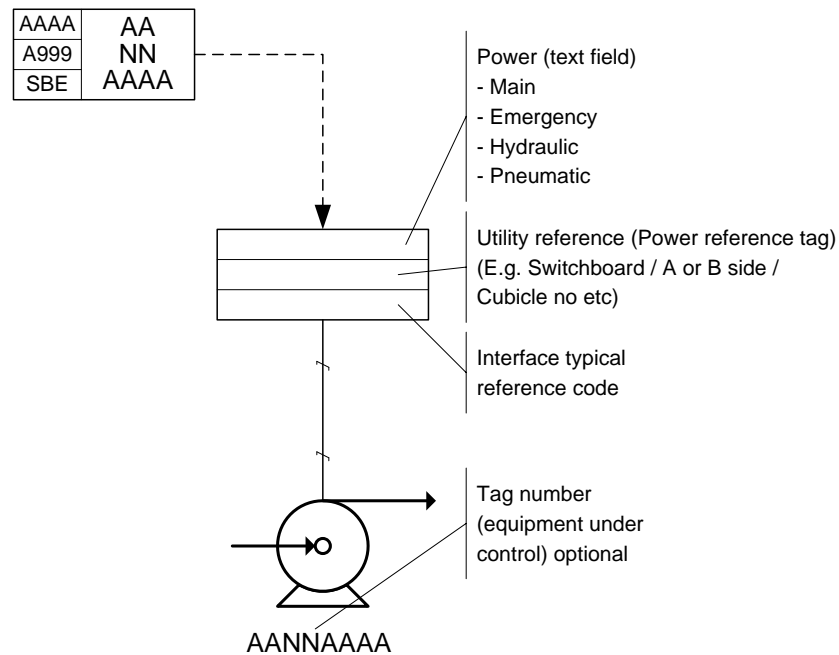 AAAA
A999
SBE
AA
NN
AAAA
Power (text field)
- Main
- Emergency
- Hydraulic
- Pneumatic
Utility reference (Power reference tag)
(E.g. Switchboard / A or B side /
Cubicle no etc)
Interface typical
reference code
Tag number
(equipment under
control) optional
AANNAAAA